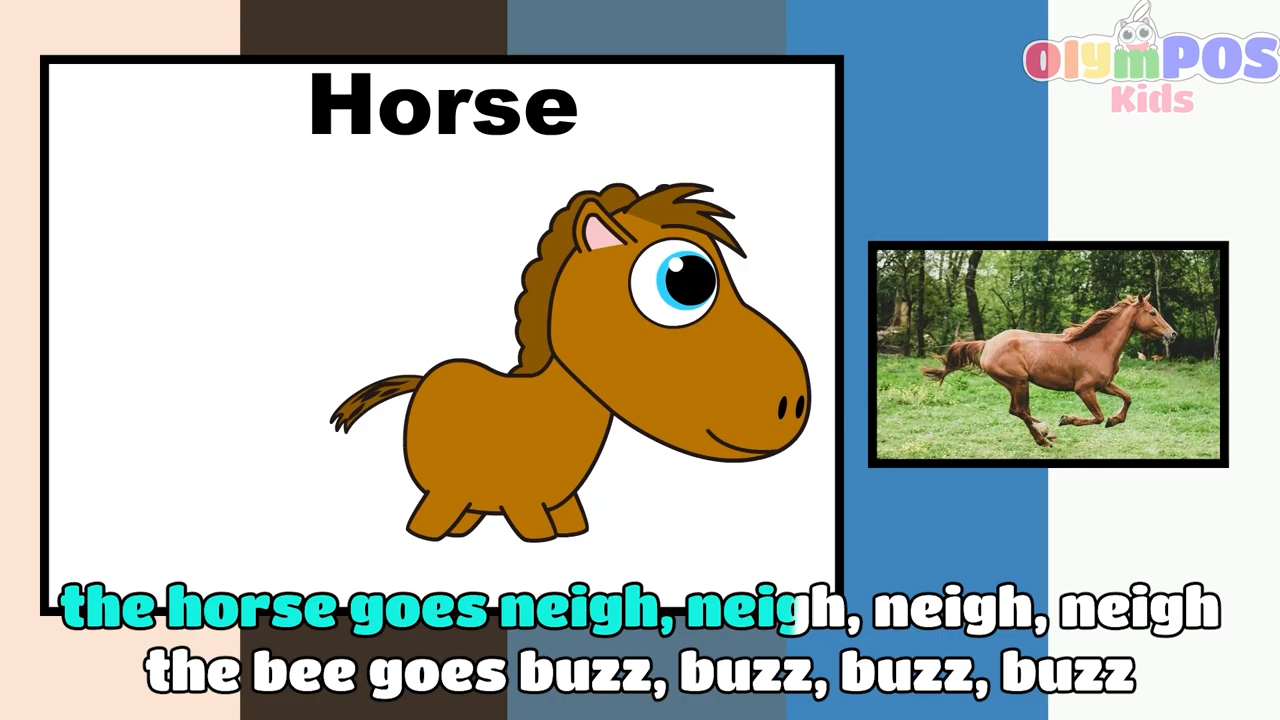 Olympos
Kids
Horse
the horse goes neigh, neigh, neigh, neigh
the bee goes buzz, buzz, buzz, buzz